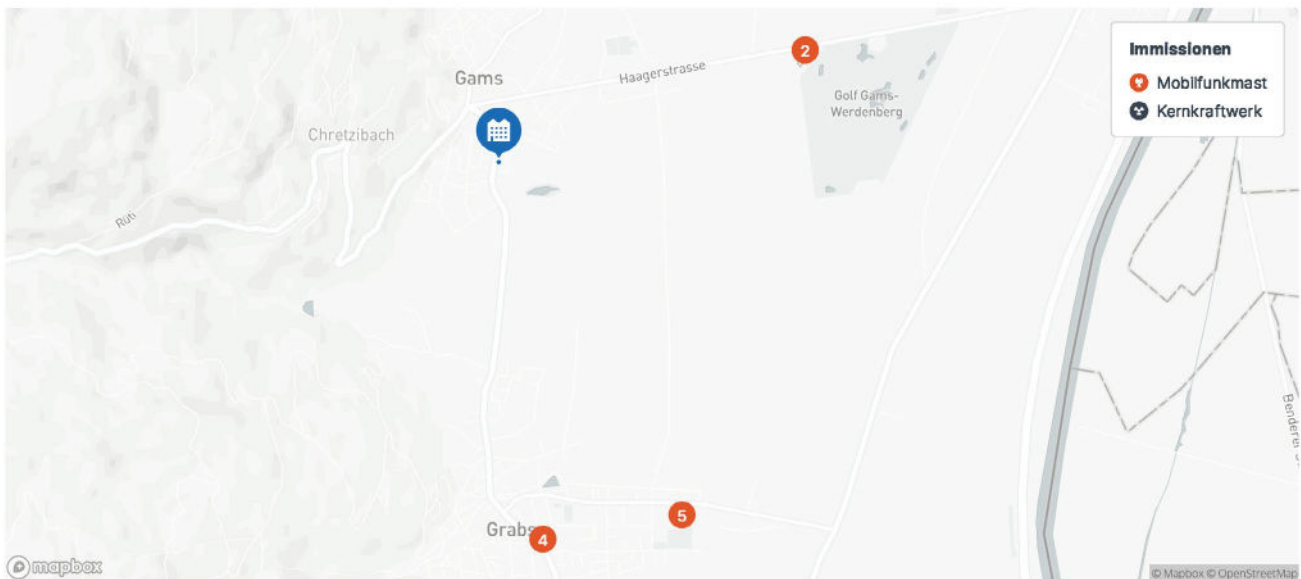 2
Immissionen
Mobilfunkmast
Kernkraftwerk
Gams
Haagerstrasse
Golf Gams-
Werdenberg
Chretzibach
Rüti
5
Grabs
4
mapbox
© Mapbox © OpenStreetMap